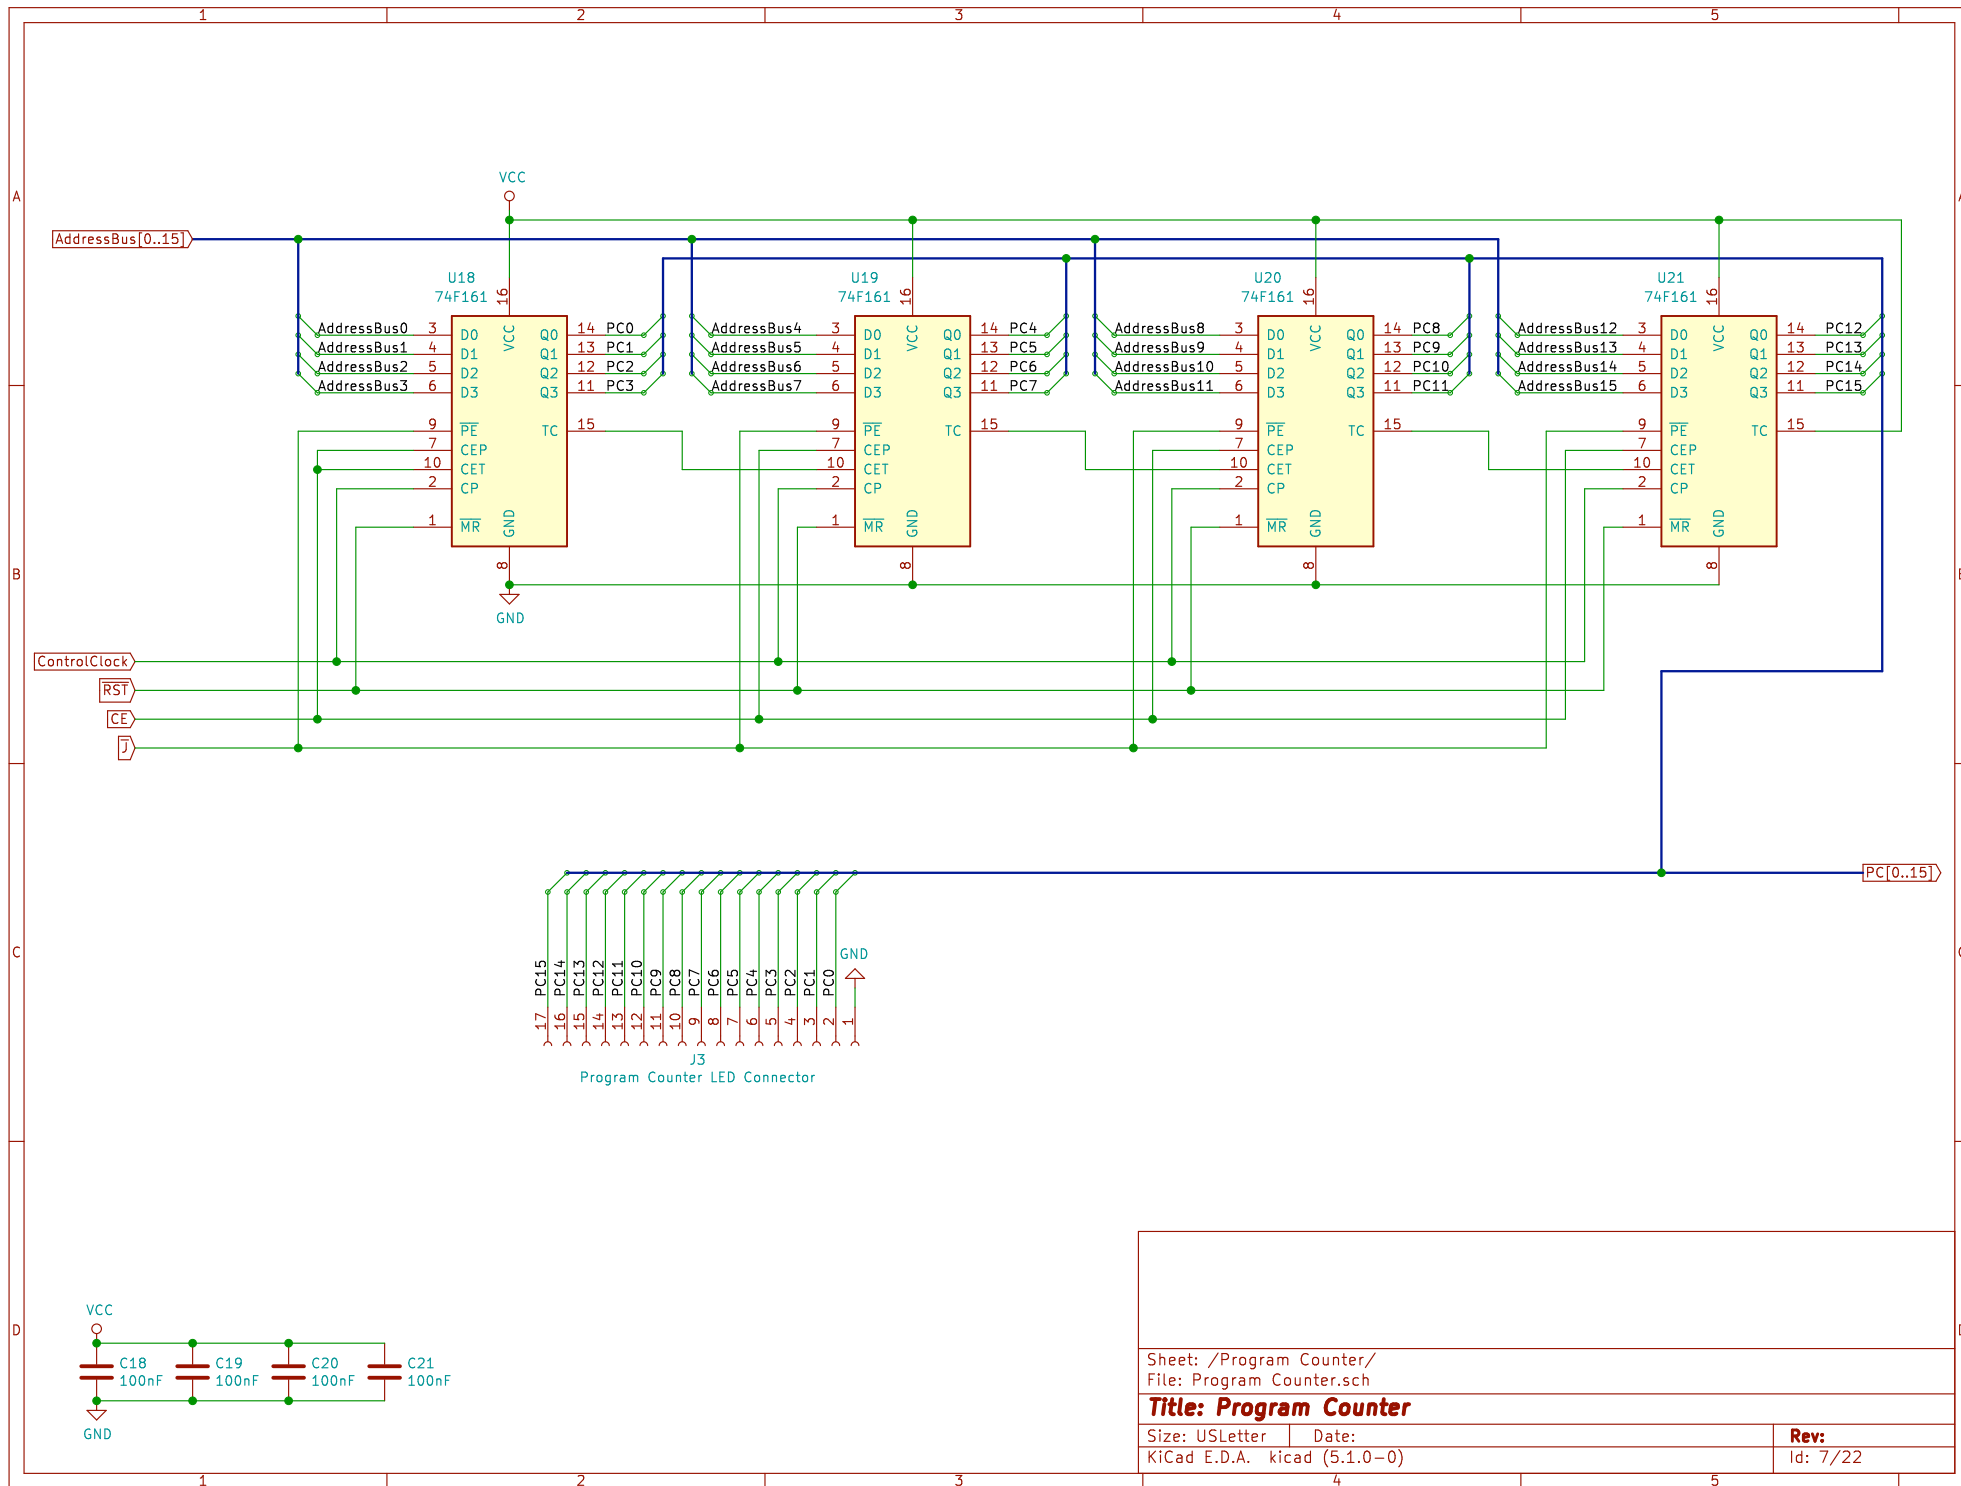 1 2 3 4 5
A
VCC
AddressBus[0..15]
U18 U19 U20 U21
74F161 74F161 74F161 74F161
16 16 16 16
VCC VCC VCC VCC
AddressBus0 3 D0 Q0 14 PC0 AddressBus4 3 D0 Q0 14 PC4 AddressBus8 3 D0 Q0 14 PC8 AddressBus12 3 D0 Q0 14 PC12
AddressBus1 4 D1 Q1 13 PC1 AddressBus5 4 D1 Q1 13 PC5 AddressBus9 4 D1 Q1 13 PC9 AddressBus13 4 D1 Q1 13 PC13
AddressBus2 5 D2 Q2 12 PC2 AddressBus6 5 D2 Q2 12 PC6 AddressBus10 5 D2 Q2 12 PC10 AddressBus14 5 D2 Q2 12 PC14
AddressBus3 6 D3 Q3 11 PC3 AddressBus7 6 D3 Q3 11 PC7 AddressBus11 6 D3 Q3 11 PC11 AddressBus15 6 D3 Q3 11 PC15
9 PE TC 15 9 PE TC 15 9 PE TC 15 9 PE TC 15
7 CEP 7 CEP 7 CEP 7 CEP
10 CET 10 CET 10 CET 10 CET
2 CP 2 CP 2 CP 2 CP
1 MR 1 MR 1 MR 1 MR
GND GND GND GND
8 8 8 8
B
GND
ControlClock
RST
CE
J
PC[0..15]
C
GND
PC15 PC14 PC13 PC12 PC11 PC10 PC9 PC8 PC7 PC6 PC5 PC4 PC3 PC2 PC1 PC0
17 16 15 14 13 12 11 10 9 8 7 6 5 4 3 2 1
J3
Program Counter LED Connector
D
VCC
C18 C19 C20 C21
100nF 100nF 100nF 100nF
GND
Sheet: /Program Counter/
File: Program Counter.sch
Title: Program Counter
Size: USLetter Date: Rev:
KiCad E.D.A. kicad (5.1.0-0) Id: 7/22
1 2 3 4 5